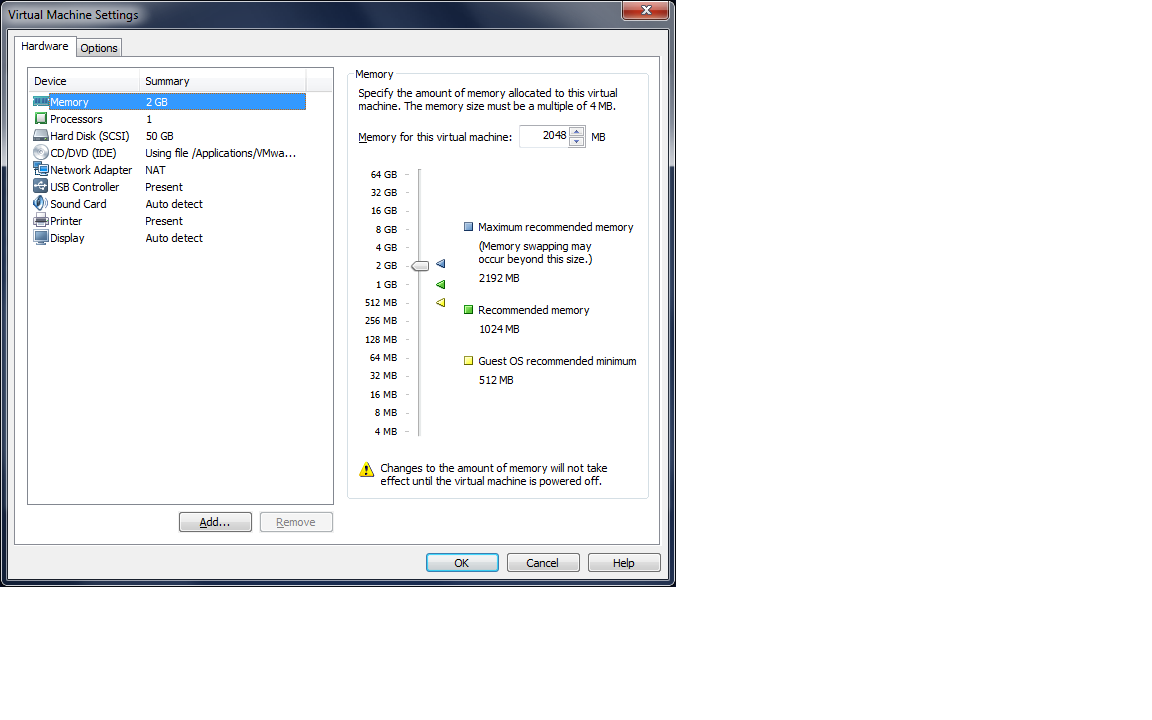 Virtual Machine Settings
Hardware
Options
Device Summary
Memory 2 GB
Processors 1
Hard Disk (SCSI) 50 GB
CD/DVD (IDE) Using file /Applications/VMwa...
Network Adapter NAT
USB Controller Present
Sound Card Auto detect
Printer Present
Display Auto detect
Add...
Remove
Memory
Specify the amount of memory allocated to this virtual
machine. The memory size must be a multiple of 4 MB.
Memory for this virtual machine: 2048 MB
64 GB
32 GB
16 GB
8 GB
4 GB
2 GB
1 GB
512 MB
256 MB
128 MB
64 MB
32 MB
16 MB
8 MB
4 MB
Maximum recommended memory
(Memory swapping may
occur beyond this size.)
2192 MB
Recommended memory
1024 MB
Guest OS recommended minimum
512 MB
Changes to the amount of memory will not take
effect until the virtual machine is powered off.
OK
Cancel
Help